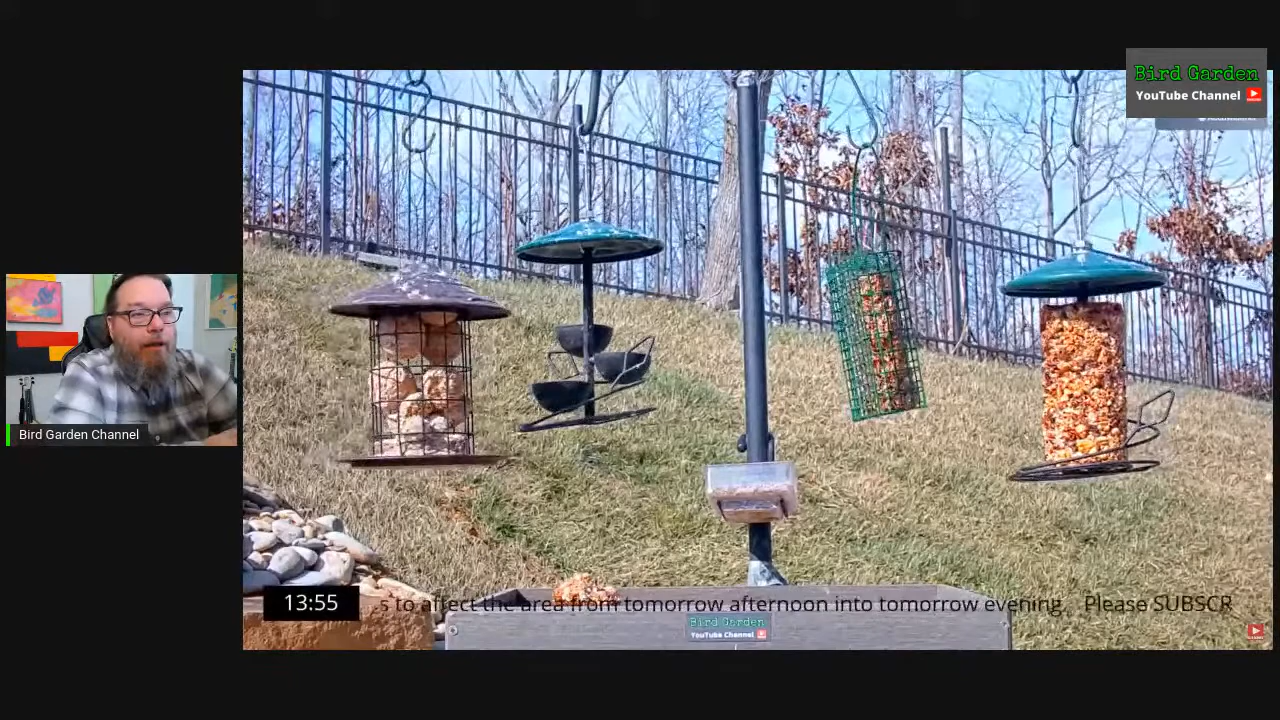 Bird Garden
YouTube Channel
Bird Garden Channel
13:55
s to affect the area from tomorrow afternoon into tomorrow evening. Please SUBSCR
Bird Garden
YouTube Channel